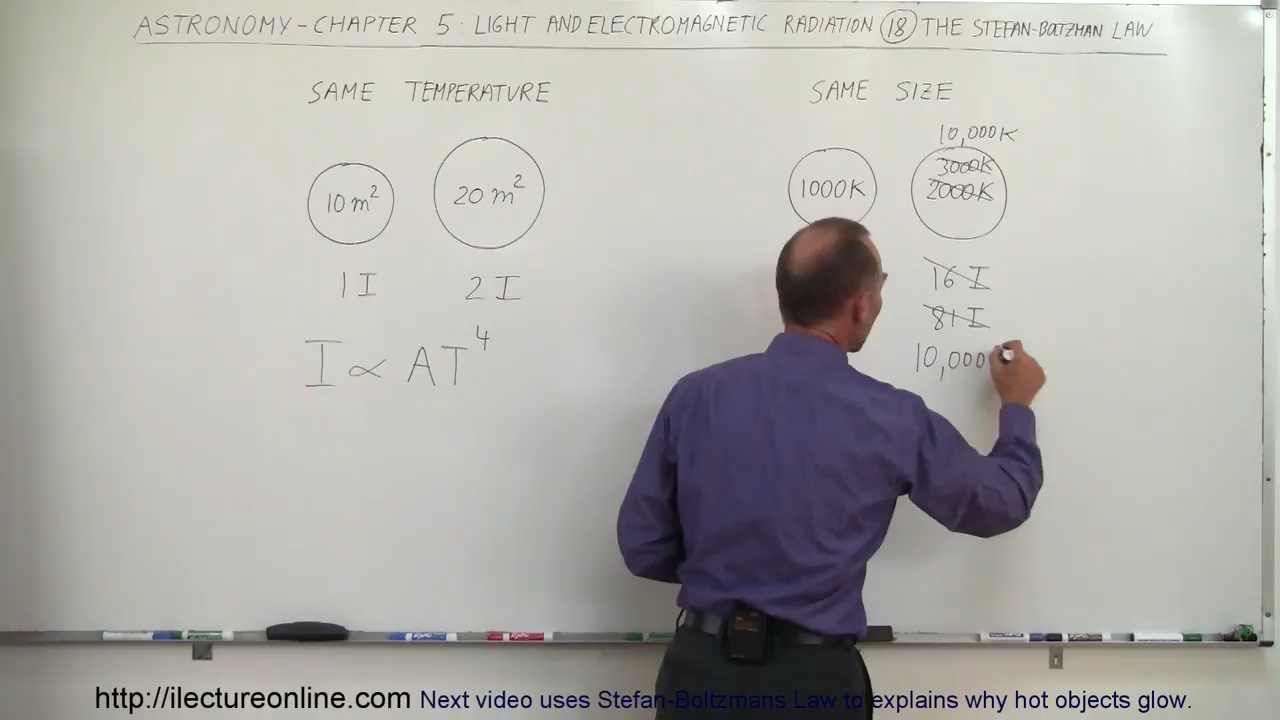 ASTRONOMY - CHAPTER 5: LIGHT AND ELECTROMAGNETIC RADIATION 18 THE STEFAN-BOLTZMAN LAW
SAME TEMPERATURE
10 m²
20 m²
1 I
2 I
I ∝ AT⁴
SAME SIZE
10,000K
1000K
3000K
2000K
16 I
81 I
10,000
http://ilectureonline.com Next video uses Stefan-Boltzmans Law to explains why hot objects glow.